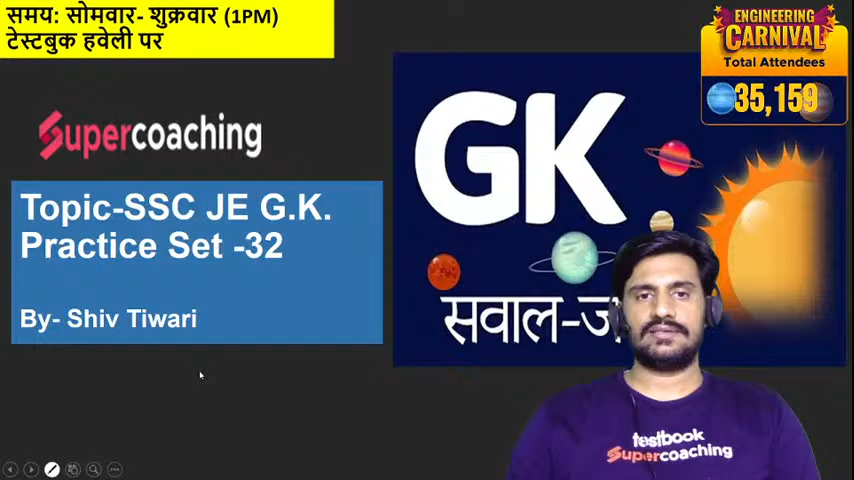 समय: सोमवार- शुक्रवार (1PM)
टेस्टबुक हवेली पर
ENGINEERING
CARNIVAL
Total Attendees
35,159
Supercoaching
GK
Topic-SSC JE G.K.
Practice Set -32
By- Shiv Tiwari
सवाल-ज
testbook
Supercoaching